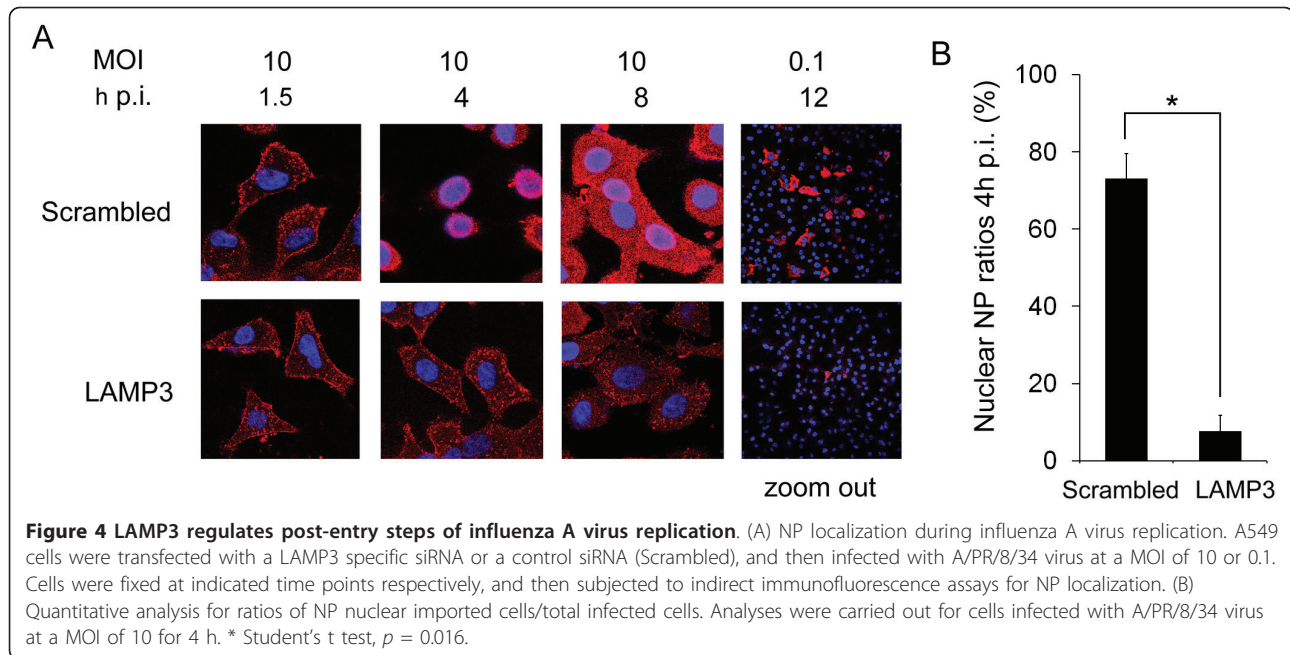 A
MOI 10 10 10 0.1
h p.i. 1.5 4 8 12
Scrambled
LAMP3
zoom out
B
Nuclear NP ratios 4h p.i. (%)
100
80
60
40
20
0
*
Scrambled LAMP3
Figure 4 LAMP3 regulates post-entry steps of influenza A virus replication. (A) NP localization during influenza A virus replication. A549
cells were transfected with a LAMP3 specific siRNA or a control siRNA (Scrambled), and then infected with A/PR/8/34 virus at a MOI of 10 or 0.1.
Cells were fixed at indicated time points respectively, and then subjected to indirect immunofluorescence assays for NP localization. (B)
Quantitative analysis for ratios of NP nuclear imported cells/total infected cells. Analyses were carried out for cells infected with A/PR/8/34 virus
at a MOI of 10 for 4 h. * Student's t test, p = 0.016.